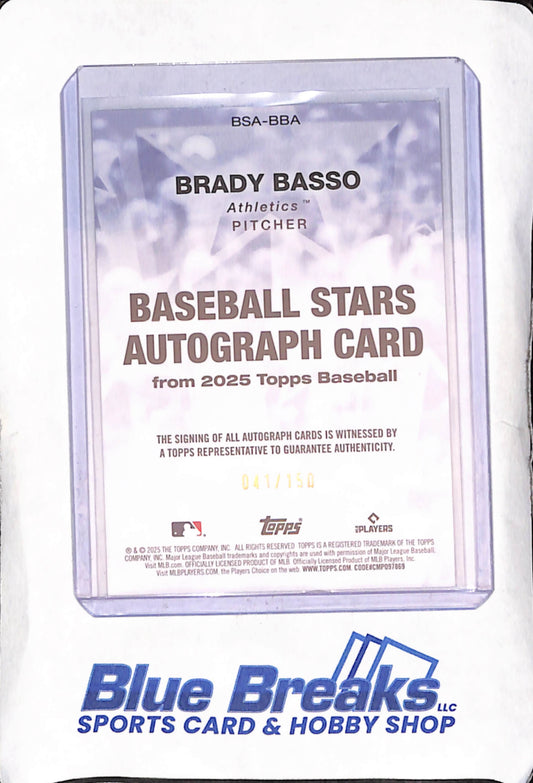 BSA-BBA
BRADY BASSO
Athletics™
PITCHER
BASEBALL STARS
AUTOGRAPH CARD
from 2025 Topps Baseball
THE SIGNING OF ALL AUTOGRAPH CARDS IS WITNESSED BY
A TOPPS REPRESENTATIVE TO GUARANTEE AUTHENTICITY.
041/150
topps
PLAYERS
® & © 2025 THE TOPPS COMPANY, INC. ALL RIGHTS RESERVED. TOPPS IS A REGISTERED TRADEMARK OF THE TOPPS
COMPANY, INC. Major League Baseball trademarks and copyrights are used with permission of Major League Baseball.
Visit MLB.com. OFFICIALLY LICENSED PRODUCT OF MLB. Officially Licensed Product of MLB Players, Inc.
Visit MLBPLAYERS.COM, the Players Choice on the web. WWW.TOPPS.COM CODE#CMP097869
Blue Breaks LLC
SPORTS CARD & HOBBY SHOP